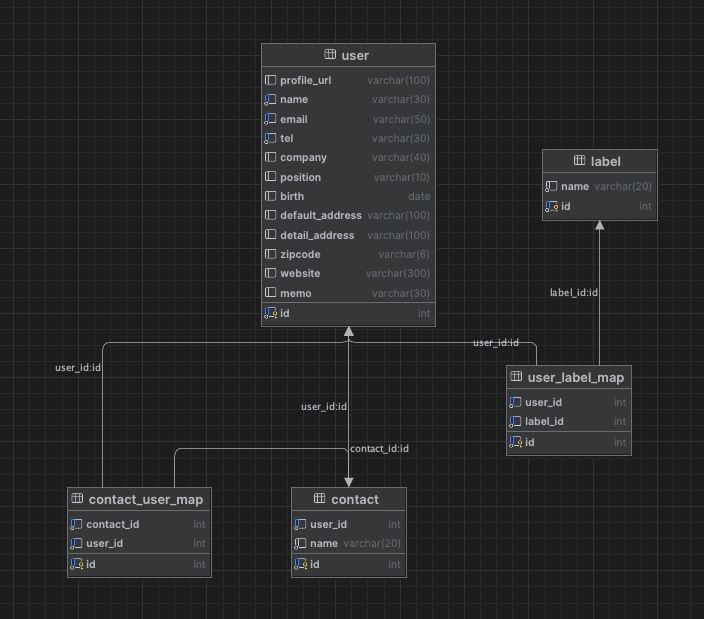 user
profile_url varchar(100)
name varchar(30)
email varchar(50)
tel varchar(30)
company varchar(40)
position varchar(10)
birth date
default_address varchar(100)
detail_address varchar(100)
zipcode varchar(6)
website varchar(300)
memo varchar(30)
id int
label
name varchar(20)
id int
label_id:id
user_id:id
user_id:id
user_label_map
user_id int
label_id int
id int
user_id:id
contact_id:id
contact_user_map
contact_id int
user_id int
id int
contact
user_id int
name varchar(20)
id int